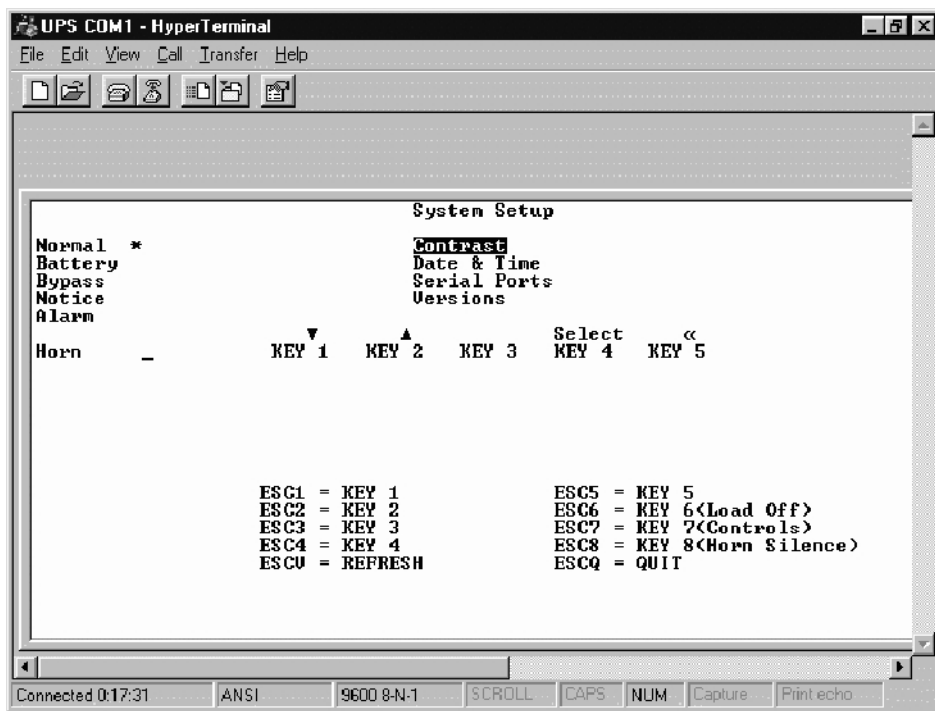 UPS COM1 - HyperTerminal
File Edit View Call Transfer Help
System Setup
Normal * Contrast
Battery Date & Time
Bypass Serial Ports
Notice Versions
Alarm
▼ ▲ Select «
Horn _ KEY 1 KEY 2 KEY 3 KEY 4 KEY 5
ESC1 = KEY 1 ESC5 = KEY 5
ESC2 = KEY 2 ESC6 = KEY 6(Load Off)
ESC3 = KEY 3 ESC7 = KEY 7(Controls)
ESC4 = KEY 4 ESC8 = KEY 8(Horn Silence)
ESCV = REFRESH ESCQ = QUIT
Connected 0:17:31 ANSI 9600 8-N-1 SCROLL CAPS NUM Capture Print echo